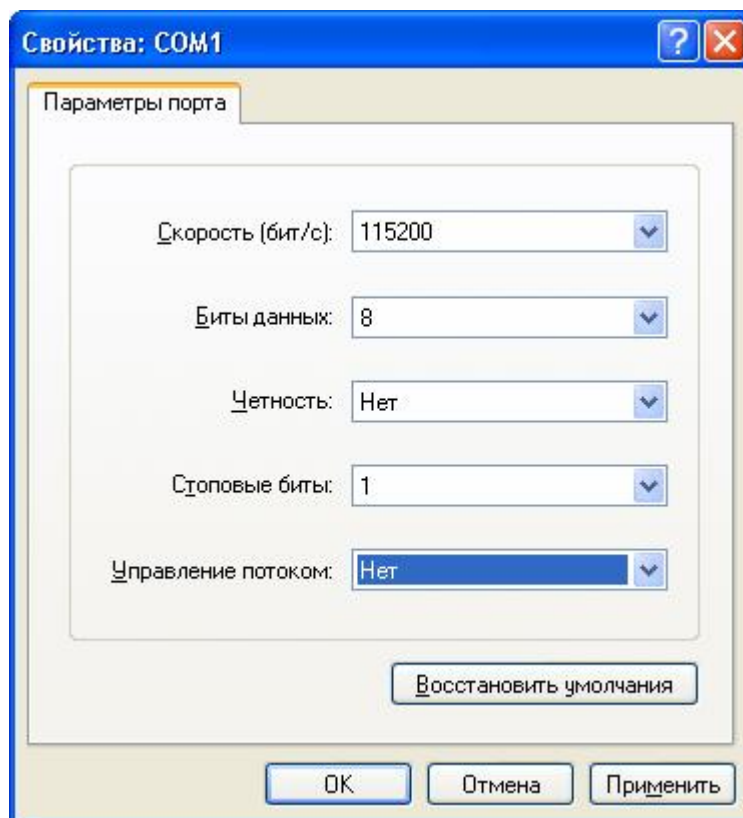 Свойства: COM1
Параметры порта
Скорость (бит/с): 115200
Биты данных: 8
Четность: Нет
Стоповые биты: 1
Управление потоком: Нет
Восстановить умолчания
OK Отмена Применить